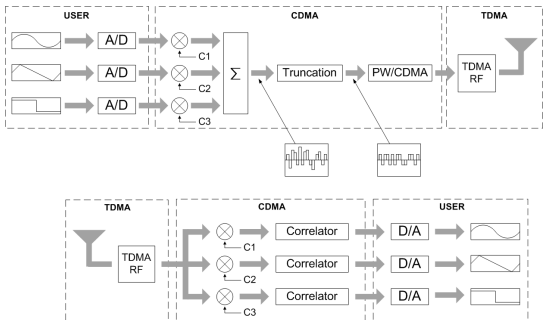 USER
CDMA
TDMA
A/D
C1
A/D
C2
A/D
C3
Σ
Truncation
PW/CDMA
TDMA
RF
TDMA
CDMA
USER
TDMA
RF
C1
Correlator
D/A
C2
Correlator
D/A
C3
Correlator
D/A